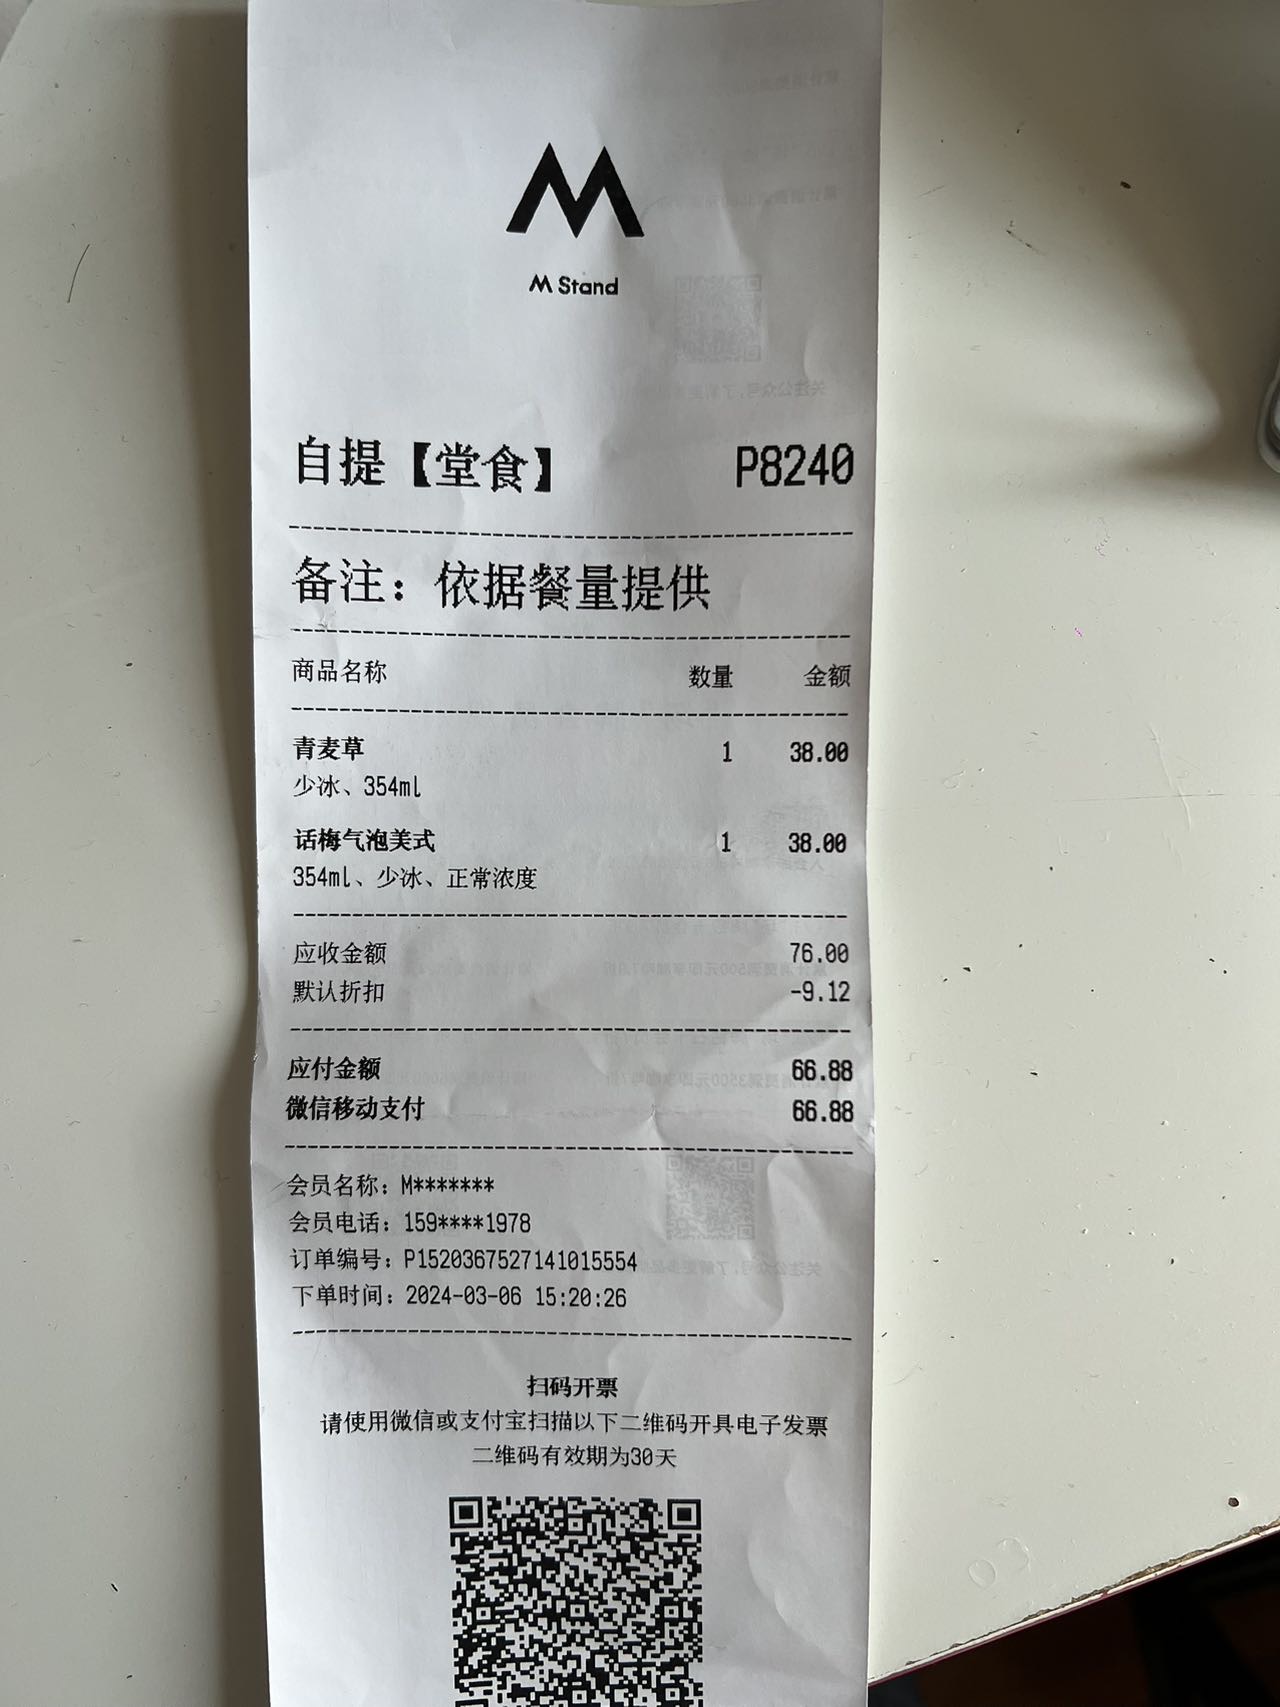 M Stand
自提【堂食】 P8240
备注：依据餐量提供
商品名称 数量 金额
青麦草 1 38.00
少冰、354ml
话梅气泡美式 1 38.00
354ml、少冰、正常浓度
应收金额 76.00
默认折扣 -9.12
应付金额 66.88
微信移动支付 66.88
会员名称：M*******
会员电话：159****1978
订单编号：P1520367527141015554
下单时间：2024-03-06 15:20:26
扫码开票
请使用微信或支付宝扫描以下二维码开具电子发票
二维码有效期为30天